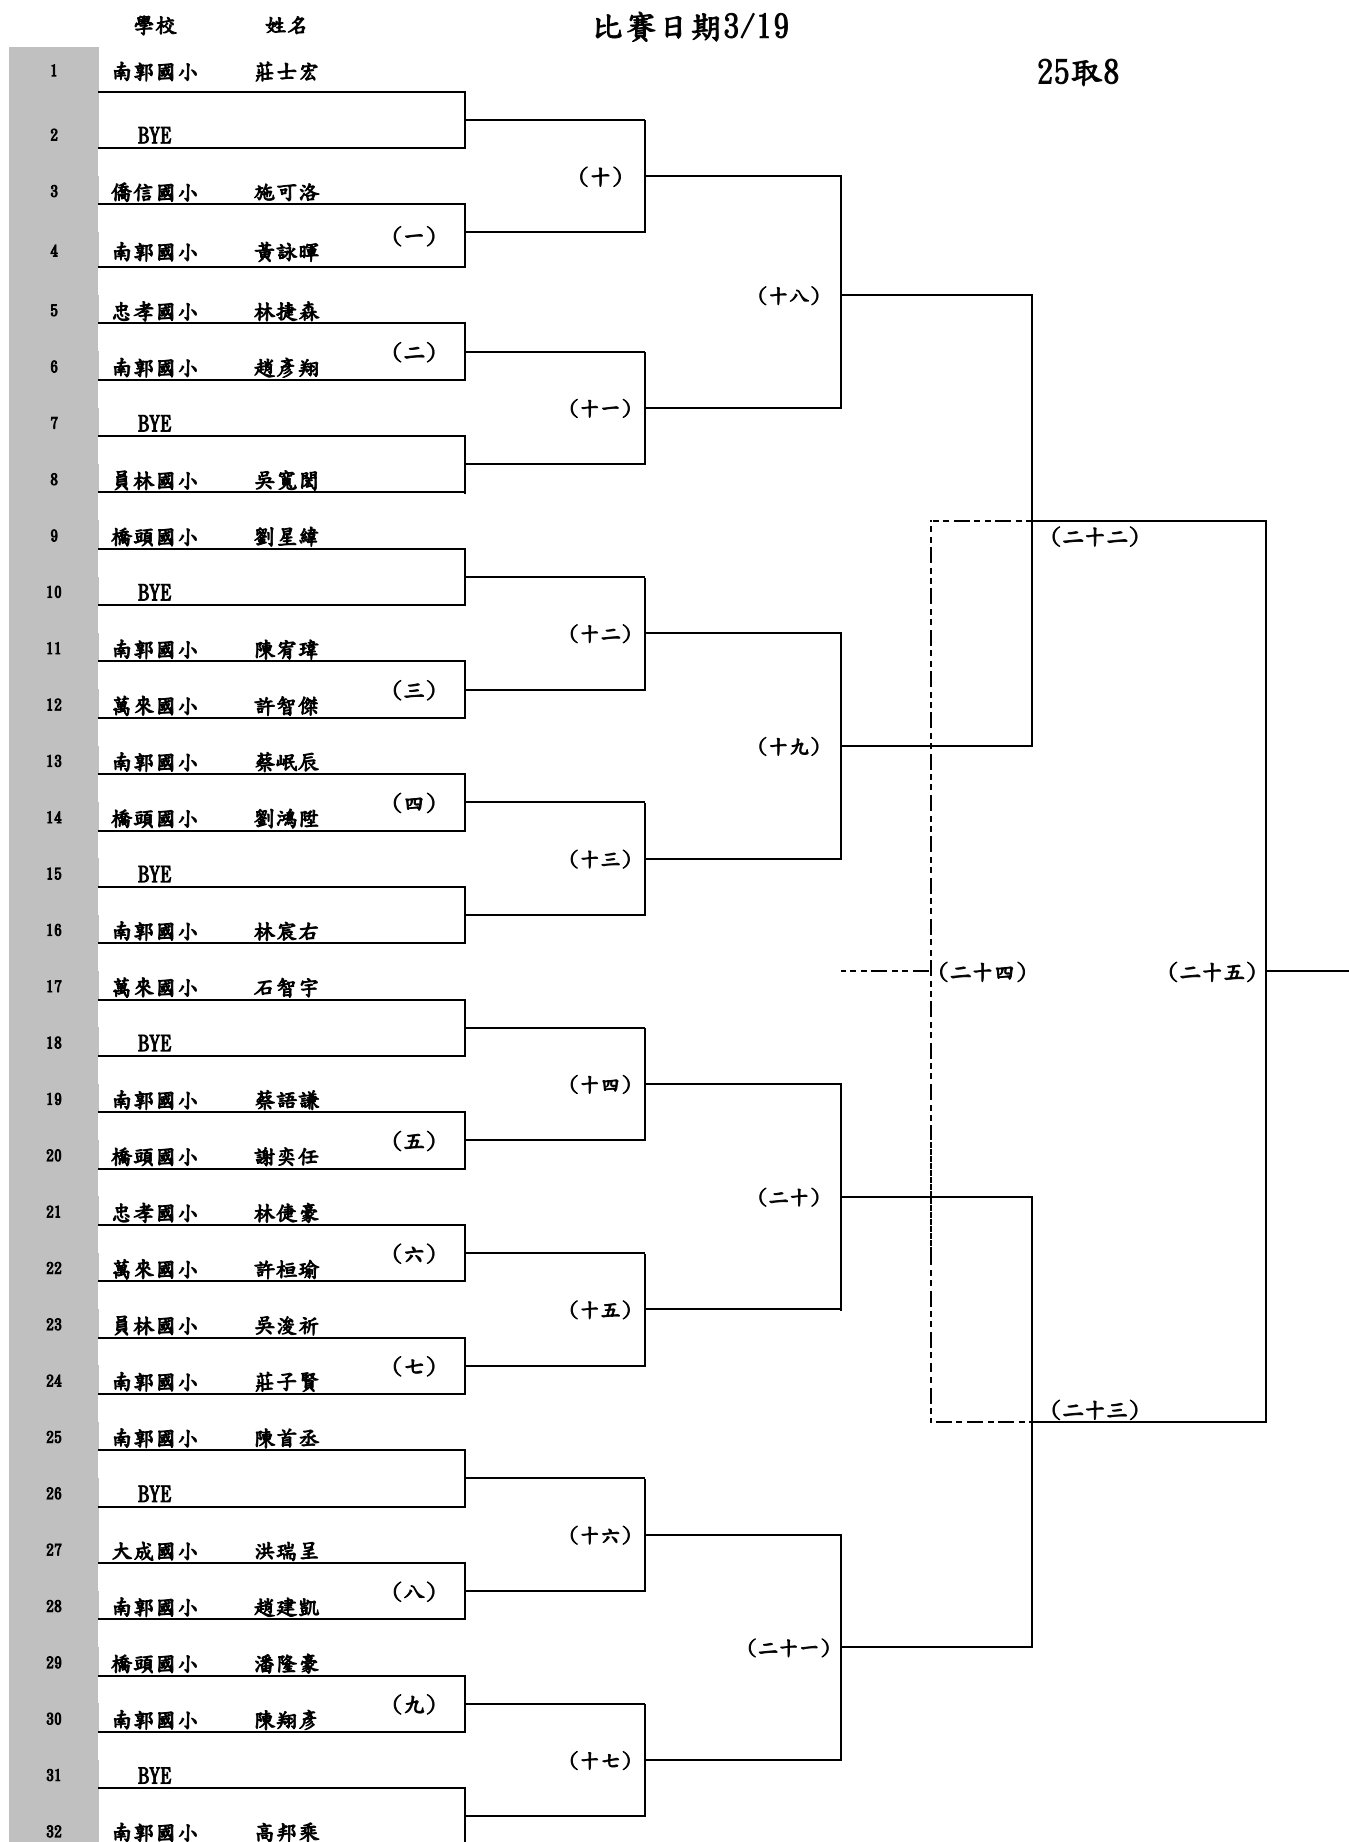 學校 姓名 比賽日期3/19
1 南郭國小 莊士宏 25取8
2 BYE
(十)
3 僑信國小 施可洛
(一)
4 南郭國小 黃詠暉
(十八)
5 忠孝國小 林捷森
(二)
6 南郭國小 趙彥翔
(十一)
7 BYE
8 員林國小 吳寬閎
9 橋頭國小 劉星緯 (二十二)
10 BYE
(十二)
11 南郭國小 陳宥瑋
(三)
12 萬來國小 許智傑
(十九)
13 南郭國小 蔡岷辰
(四)
14 橋頭國小 劉鴻陞
(十三)
15 BYE
16 南郭國小 林宸右
(二十四) (二十五)
17 萬來國小 石智宇
18 BYE
(十四)
19 南郭國小 蔡語謙
(五)
20 橋頭國小 謝奕任
(二十)
21 忠孝國小 林倢豪
(六)
22 萬來國小 許桓瑜
(十五)
23 員林國小 吳浚祈
(七)
24 南郭國小 莊子賢
(二十三)
25 南郭國小 陳首丞
26 BYE
(十六)
27 大成國小 洪瑞呈
(八)
28 南郭國小 趙建凱
(二十一)
29 橋頭國小 潘隆豪
(九)
30 南郭國小 陳翔彥
(十七)
31 BYE
32 南郭國小 高邦乘